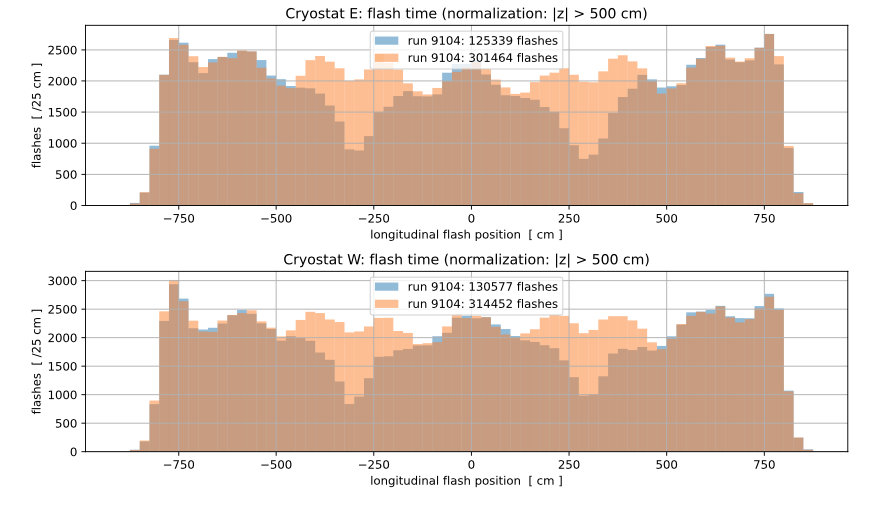 Cryostat E: flash time (normalization: |z| > 500 cm)
run 9104: 125339 flashes
run 9104: 301464 flashes
flashes [ /25 cm ]
2500
2000
1500
1000
500
0
−750 −500 −250 0 250 500 750
longitudinal flash position [ cm ]
Cryostat W: flash time (normalization: |z| > 500 cm)
run 9104: 130577 flashes
run 9104: 314452 flashes
flashes [ /25 cm ]
3000
2500
2000
1500
1000
500
0
−750 −500 −250 0 250 500 750
longitudinal flash position [ cm ]